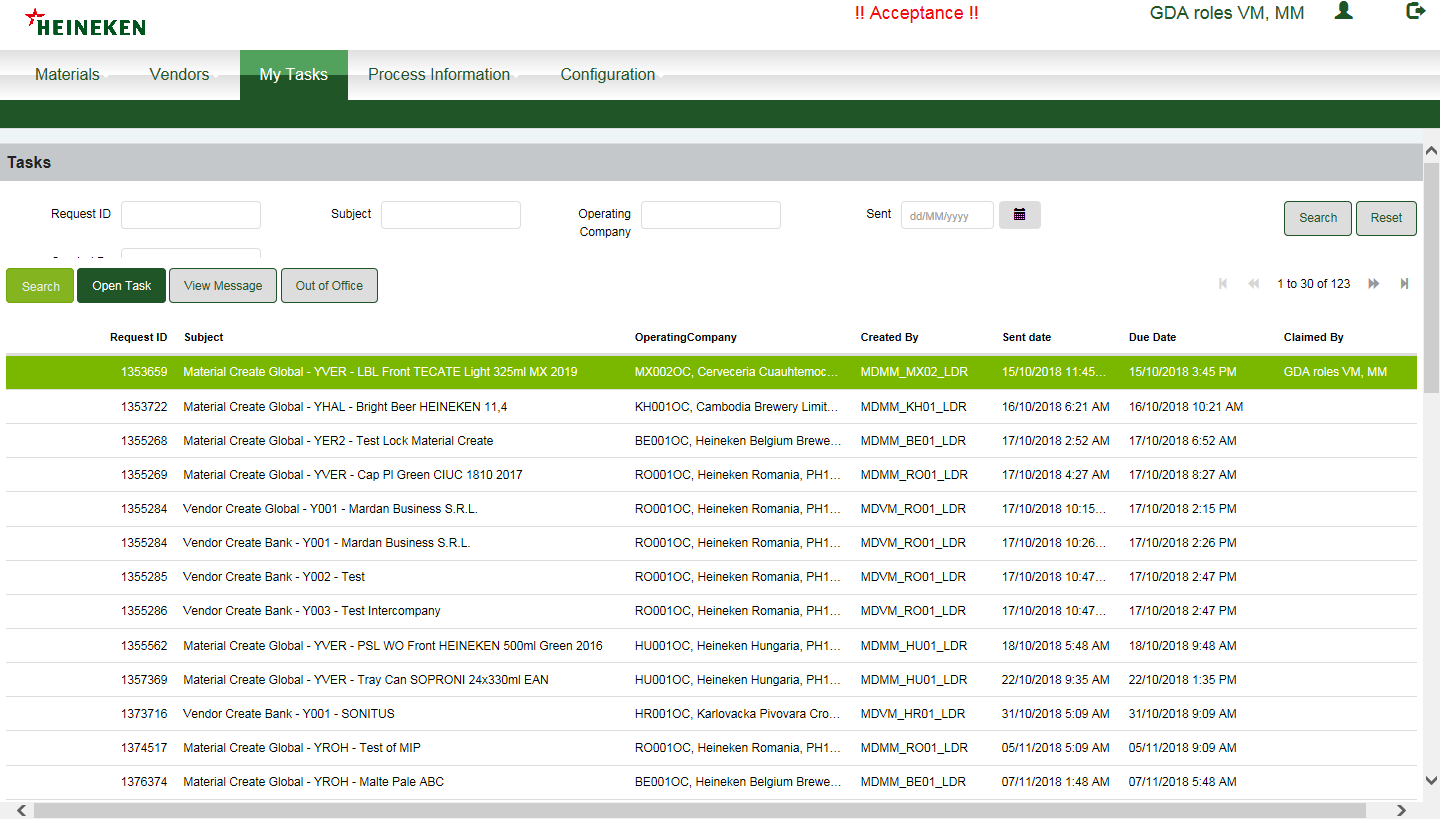 HEINEKEN
!! Acceptance !!
GDA roles VM, MM
Materials Vendors My Tasks Process Information Configuration
Tasks
Request ID Subject Operating Company Sent dd/MM/yyyy Search Reset
Search Open Task View Message Out of Office 1 to 30 of 123
Request ID Subject OperatingCompany Created By Sent date Due Date Claimed By
1353659 Material Create Global - YVER - LBL Front TECATE Light 325ml MX 2019 MX002OC, Cerveceria Cuauhtemoc... MDMM_MX02_LDR 15/10/2018 11:45... 15/10/2018 3:45 PM GDA roles VM, MM
1353722 Material Create Global - YHAL - Bright Beer HEINEKEN 11,4 KH001OC, Cambodia Brewery Limit... MDMM_KH01_LDR 16/10/2018 6:21 AM 16/10/2018 10:21 AM
1355268 Material Create Global - YER2 - Test Lock Material Create BE001OC, Heineken Belgium Brewe... MDMM_BE01_LDR 17/10/2018 2:52 AM 17/10/2018 6:52 AM
1355269 Material Create Global - YVER - Cap Pl Green CIUC 1810 2017 RO001OC, Heineken Romania, PH1... MDMM_RO01_LDR 17/10/2018 4:27 AM 17/10/2018 8:27 AM
1355284 Vendor Create Global - Y001 - Mardan Business S.R.L. RO001OC, Heineken Romania, PH1... MDVM_RO01_LDR 17/10/2018 10:15... 17/10/2018 2:15 PM
1355284 Vendor Create Bank - Y001 - Mardan Business S.R.L. RO001OC, Heineken Romania, PH1... MDVM_RO01_LDR 17/10/2018 10:26... 17/10/2018 2:26 PM
1355285 Vendor Create Bank - Y002 - Test RO001OC, Heineken Romania, PH1... MDVM_RO01_LDR 17/10/2018 10:47... 17/10/2018 2:47 PM
1355286 Vendor Create Bank - Y003 - Test Intercompany RO001OC, Heineken Romania, PH1... MDVM_RO01_LDR 17/10/2018 10:47... 17/10/2018 2:47 PM
1355562 Material Create Global - YVER - PSL WO Front HEINEKEN 500ml Green 2016 HU001OC, Heineken Hungaria, PH1... MDMM_HU01_LDR 18/10/2018 5:48 AM 18/10/2018 9:48 AM
1357369 Material Create Global - YVER - Tray Can SOPRONI 24x330ml EAN HU001OC, Heineken Hungaria, PH1... MDMM_HU01_LDR 22/10/2018 9:35 AM 22/10/2018 1:35 PM
1373716 Vendor Create Bank - Y001 - SONITUS HR001OC, Karlovacka Pivovara Cro... MDVM_HR01_LDR 31/10/2018 5:09 AM 31/10/2018 9:09 AM
1374517 Material Create Global - YROH - Test of MIP RO001OC, Heineken Romania, PH1... MDMM_RO01_LDR 05/11/2018 5:09 AM 05/11/2018 9:09 AM
1376374 Material Create Global - YROH - Malte Pale ABC BE001OC, Heineken Belgium Brewe... MDMM_BE01_LDR 07/11/2018 1:48 AM 07/11/2018 5:48 AM